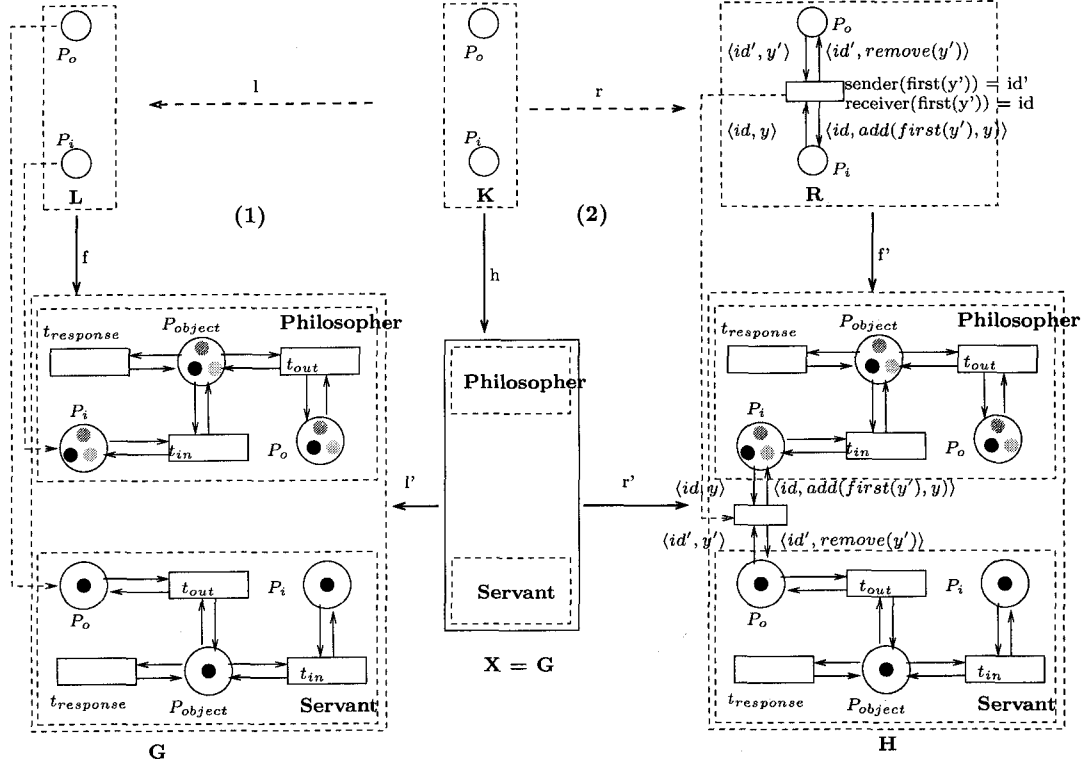 P_o
P_i
L
(1)
f
l
P_o
P_i
K
(2)
h
r
P_o
⟨id', y'⟩ ⟨id', remove(y')⟩
sender(first(y')) = id'
receiver(first(y')) = id
⟨id, y⟩ ⟨id, add(first(y'), y)⟩
P_i
R
f'
t_response
P_object
Philosopher
t_out
P_i
t_in
P_o
P_o
t_out
P_i
t_response
P_object
t_in
Servant
G
l'
Philosopher
Servant
X = G
r'
t_response
P_object
Philosopher
t_out
P_i
t_in
P_o
⟨id, y⟩ ⟨id, add(first(y'), y)⟩
⟨id', y'⟩ ⟨id', remove(y')⟩
P_o
t_out
P_i
t_response
P_object
t_in
Servant
H